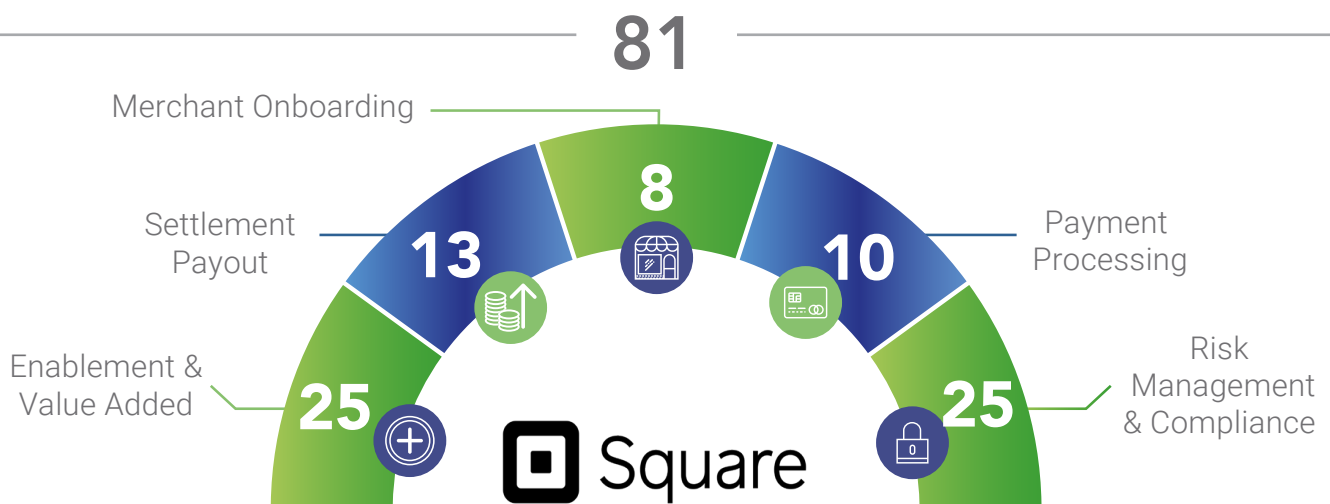 81
Merchant Onboarding
8
Settlement
Payout
13
10
Payment
Processing
Enablement &
Value Added
25
25
Risk
Management
& Compliance
Square